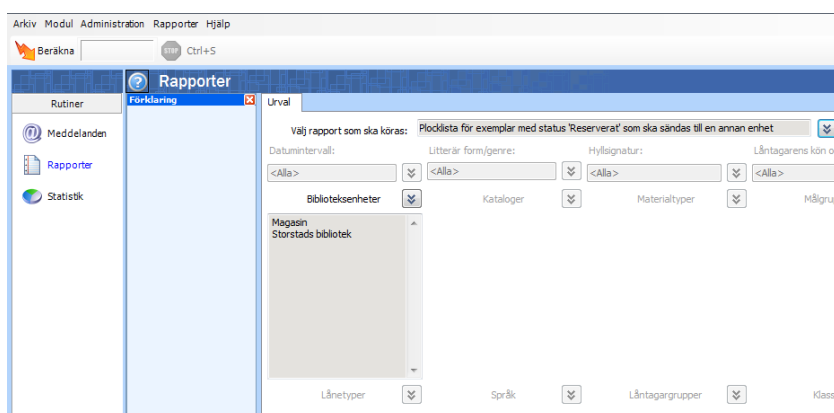 Arkiv Modul Administration Rapporter Hjälp
Beräkna STOP Ctrl+S
Rapporter
Rutiner
Förklaring
Urval
Meddelanden
Rapporter
Statistik
Välj rapport som ska köras: Plocklista för exemplar med status 'Reserverat' som ska sändas till en annan enhet
Datumintervall: Litterär form/genre: Hyllsignatur: Låntagarens kön o
<Alla> <Alla> <Alla> <Alla>
Biblioteksenheter Kataloger Materialtyper Målgru
Magasin
Storstads bibliotek
Lånetyper Språk Låntagargrupper Klass